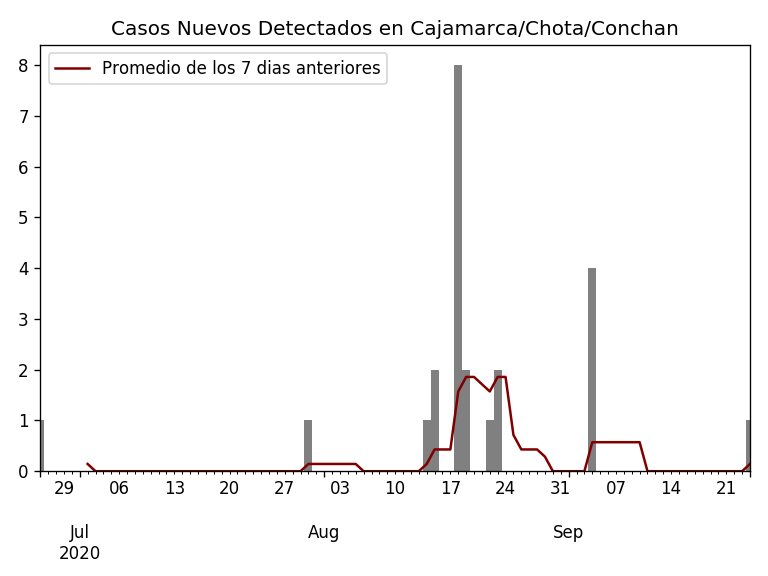 Casos Nuevos Detectados en Cajamarca/Chota/Conchan
Promedio de los 7 dias anteriores
8
7
6
5
4
3
2
1
0
29 06 13 20 27 03 10 17 24 31 07 14 21
Jul Aug Sep
2020